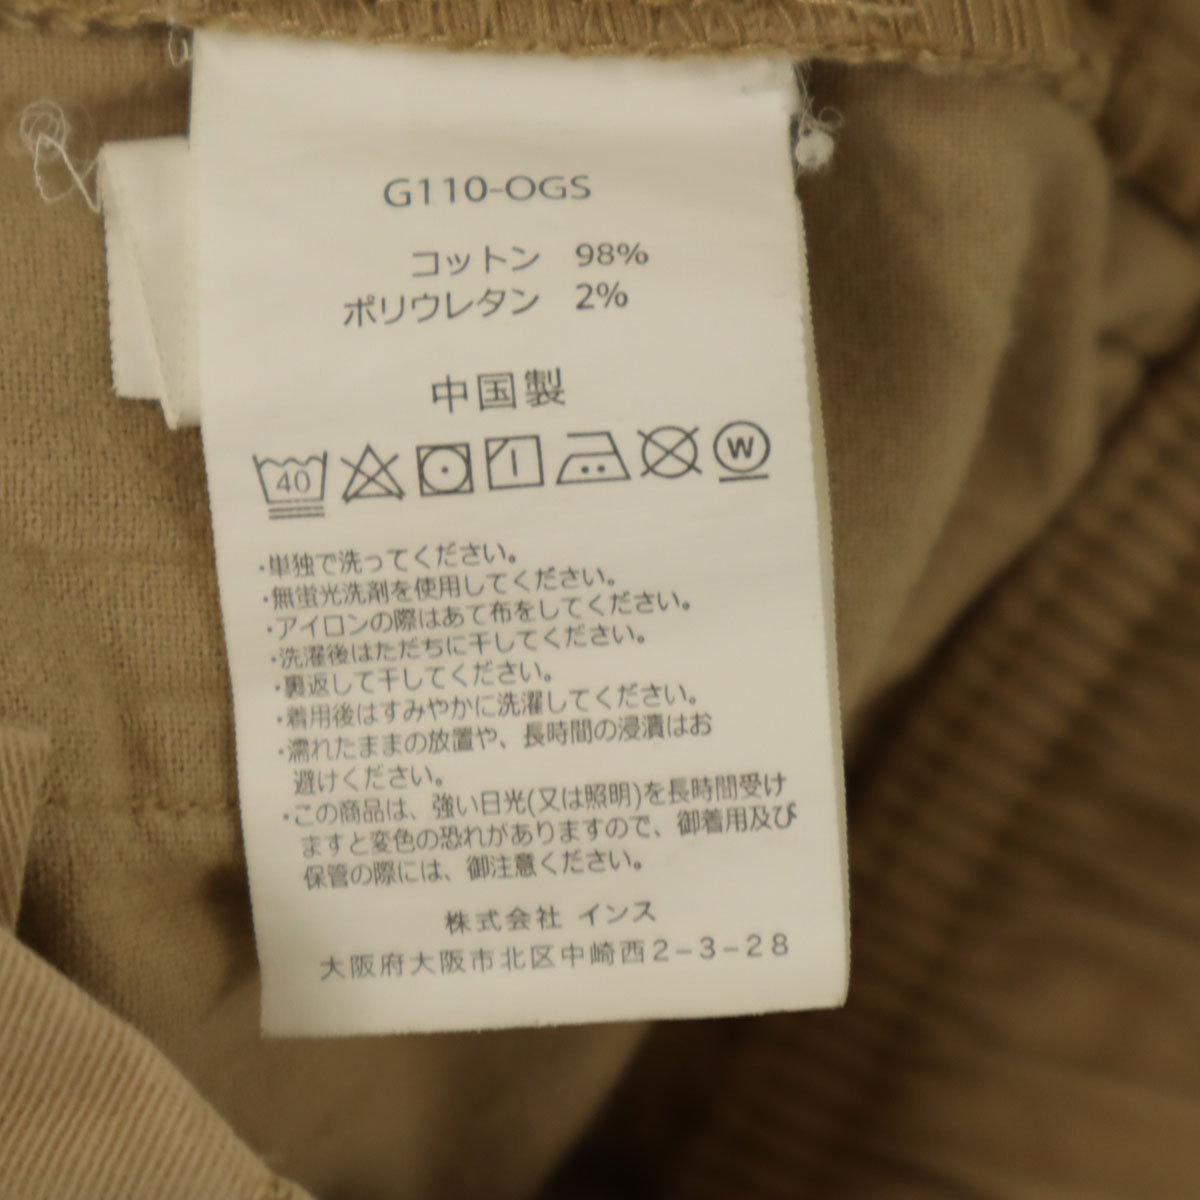 G110-OGS
コットン 98%
ポリウレタン 2%
中国製
40 W
・単独で洗ってください。
・無蛍光洗剤を使用してください。
・アイロンの際はあて布をしてください。
・洗濯後はただちに干してください。
・裏返して干してください。
・着用後はすみやかに洗濯してください。
・濡れたままの放置や、長時間の浸漬はお
避けください。
・この商品は、強い日光(又は照明)を長時間受け
ますと変色の恐れがありますので、御着用及び
保管の際には、御注意ください。
株式会社 インス
大阪府大阪市北区中崎西2-3-28